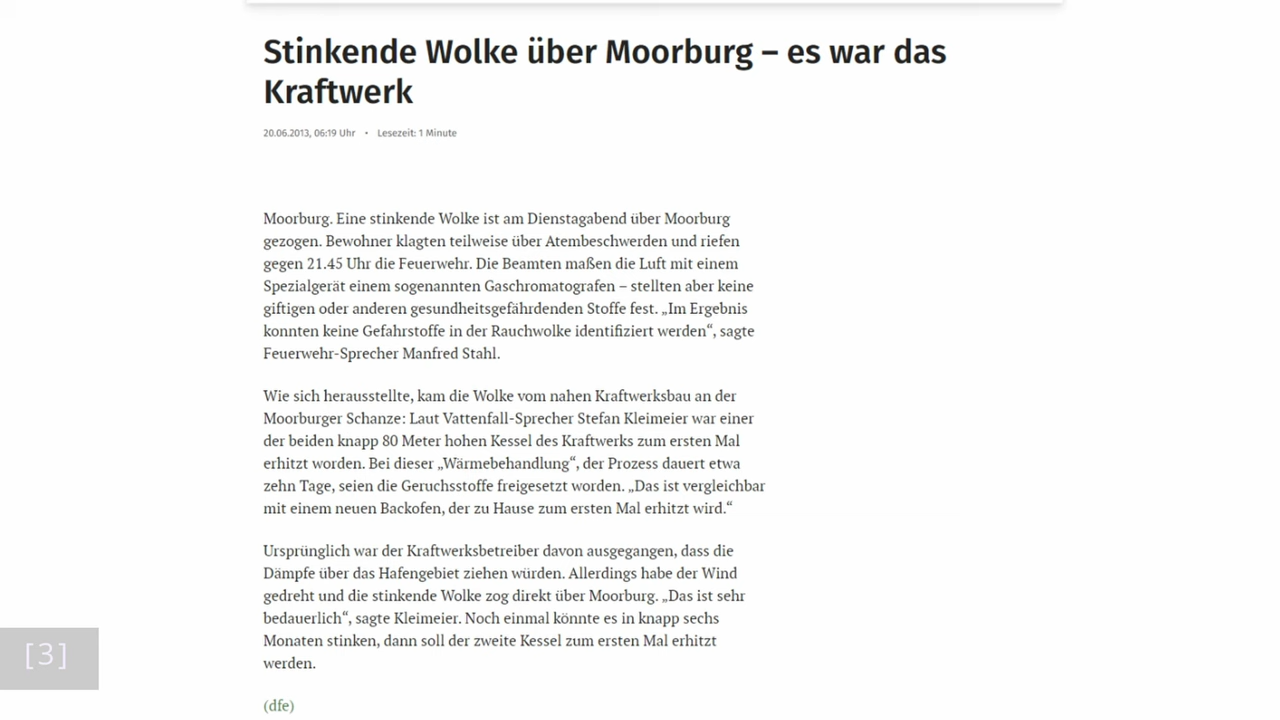 Stinkende Wolke über Moorburg – es war das
Kraftwerk
20.06.2013, 06:19 Uhr • Lesezeit: 1 Minute
Moorburg. Eine stinkende Wolke ist am Dienstagabend über Moorburg
gezogen. Bewohner klagten teilweise über Atembeschwerden und riefen
gegen 21.45 Uhr die Feuerwehr. Die Beamten maßen die Luft mit einem
Spezialgerät einem sogenannten Gaschromatografen – stellten aber keine
giftigen oder anderen gesundheitsgefährdenden Stoffe fest. „Im Ergebnis
konnten keine Gefahrstoffe in der Rauchwolke identifiziert werden“, sagte
Feuerwehr-Sprecher Manfred Stahl.
Wie sich herausstellte, kam die Wolke vom nahen Kraftwerksbau an der
Moorburger Schanze: Laut Vattenfall-Sprecher Stefan Kleimeier war einer
der beiden knapp 80 Meter hohen Kessel des Kraftwerks zum ersten Mal
erhitzt worden. Bei dieser „Wärmebehandlung“, der Prozess dauert etwa
zehn Tage, seien die Geruchsstoffe freigesetzt worden. „Das ist vergleichbar
mit einem neuen Backofen, der zu Hause zum ersten Mal erhitzt wird.“
Ursprünglich war der Kraftwerksbetreiber davon ausgegangen, dass die
Dämpfe über das Hafengebiet ziehen würden. Allerdings habe der Wind
gedreht und die stinkende Wolke zog direkt über Moorburg. „Das ist sehr
bedauerlich“, sagte Kleimeier. Noch einmal könnte es in knapp sechs
Monaten stinken, dann soll der zweite Kessel zum ersten Mal erhitzt
werden.
[3]
(dfe)